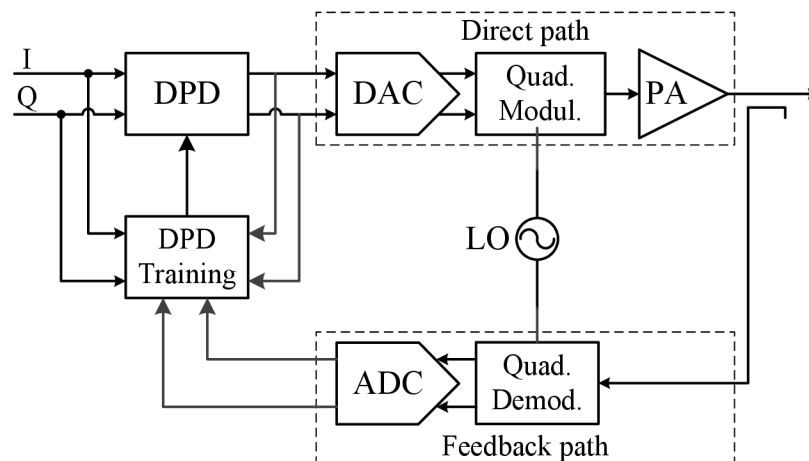 Direct path
I
Q
DPD
DAC
Quad.
Modul.
PA
DPD
Training
LO
ADC
Quad.
Demod.
Feedback path